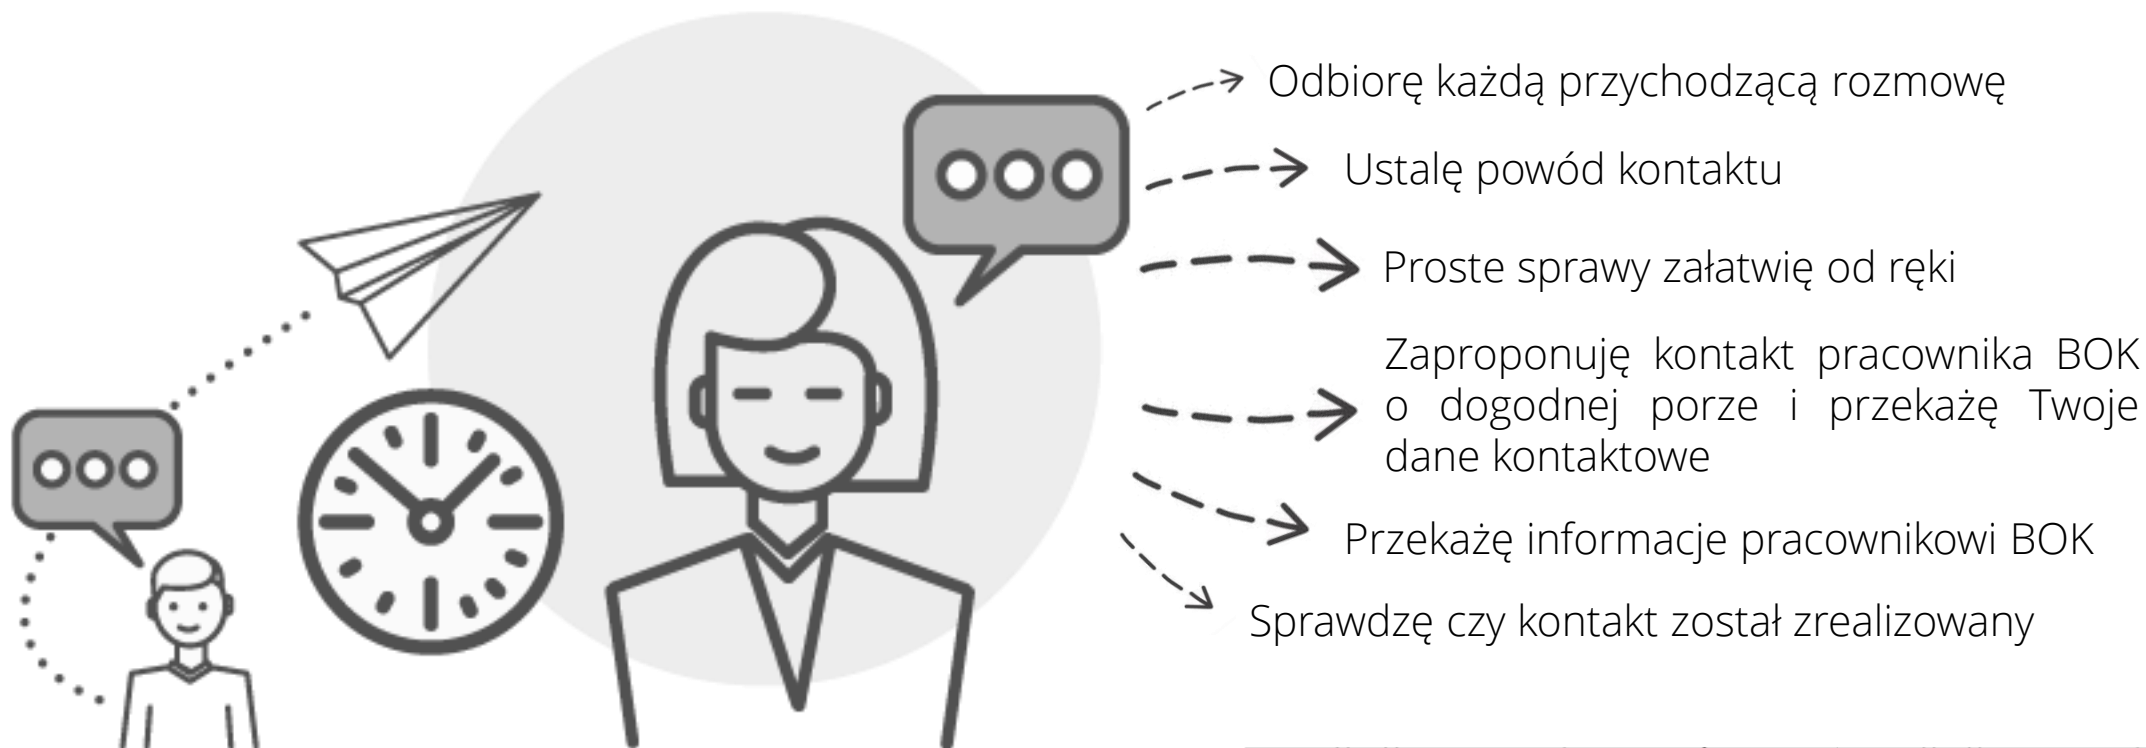 Odbiorę każdą przychodzącą rozmowę
Ustalę powód kontaktu
Proste sprawy załatwię od ręki
Zaproponuję kontakt pracownika BOK
o dogodnej porze i przekażę Twoje
dane kontaktowe
Przekażę informacje pracownikowi BOK
Sprawdzę czy kontakt został zrealizowany